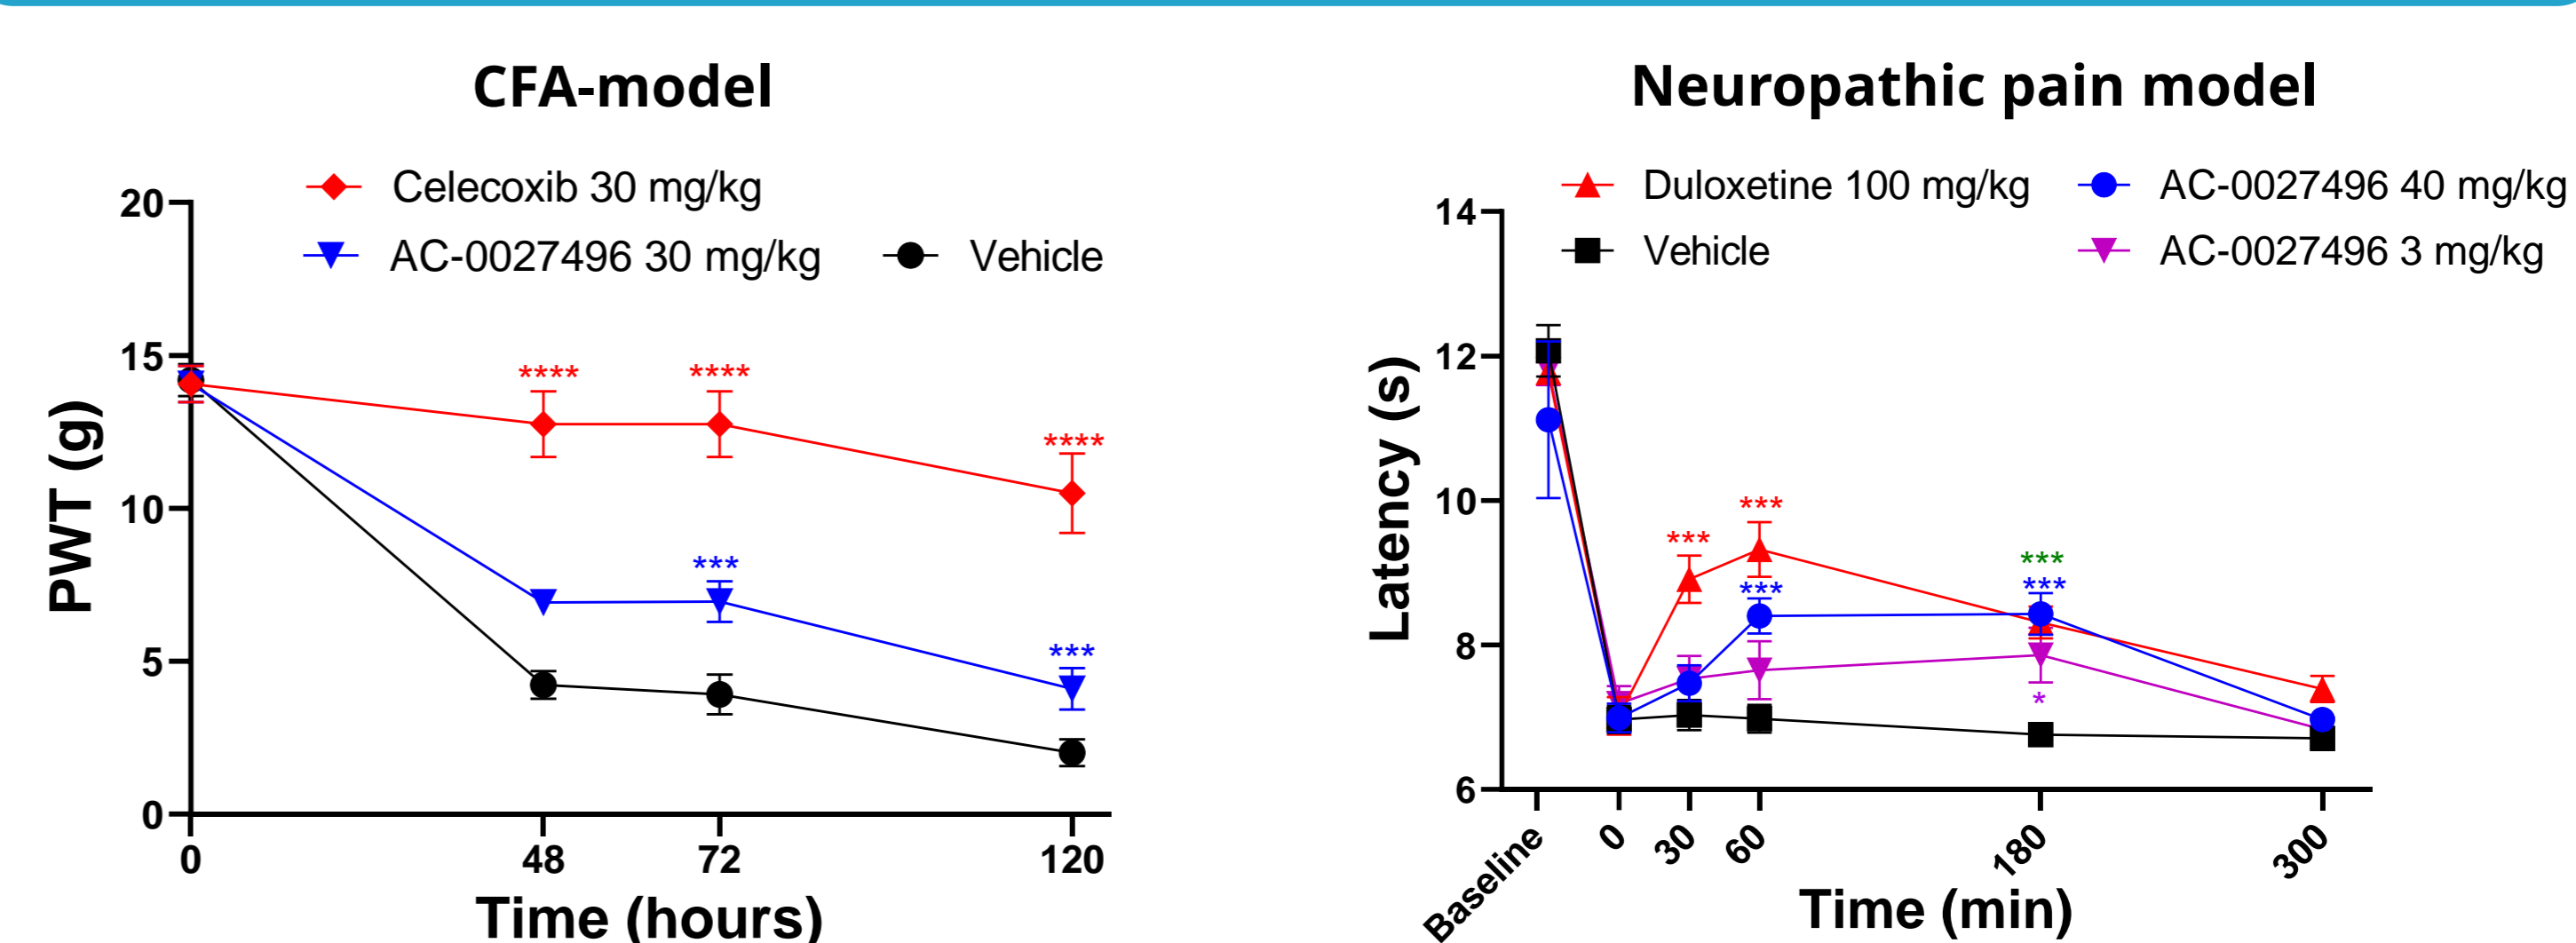 CFA-model
Celecoxib 30 mg/kg
AC-0027496 30 mg/kg
Vehicle
20
15
10
5
0
PWT (g)
****
****
****
***
***
0
48
72
120
Time (hours)
Neuropathic pain model
Duloxetine 100 mg/kg
AC-0027496 40 mg/kg
Vehicle
AC-0027496 3 mg/kg
14
12
10
8
6
Latency (s)
***
***
***
***
***
*
Baseline
0
30
60
180
300
Time (min)